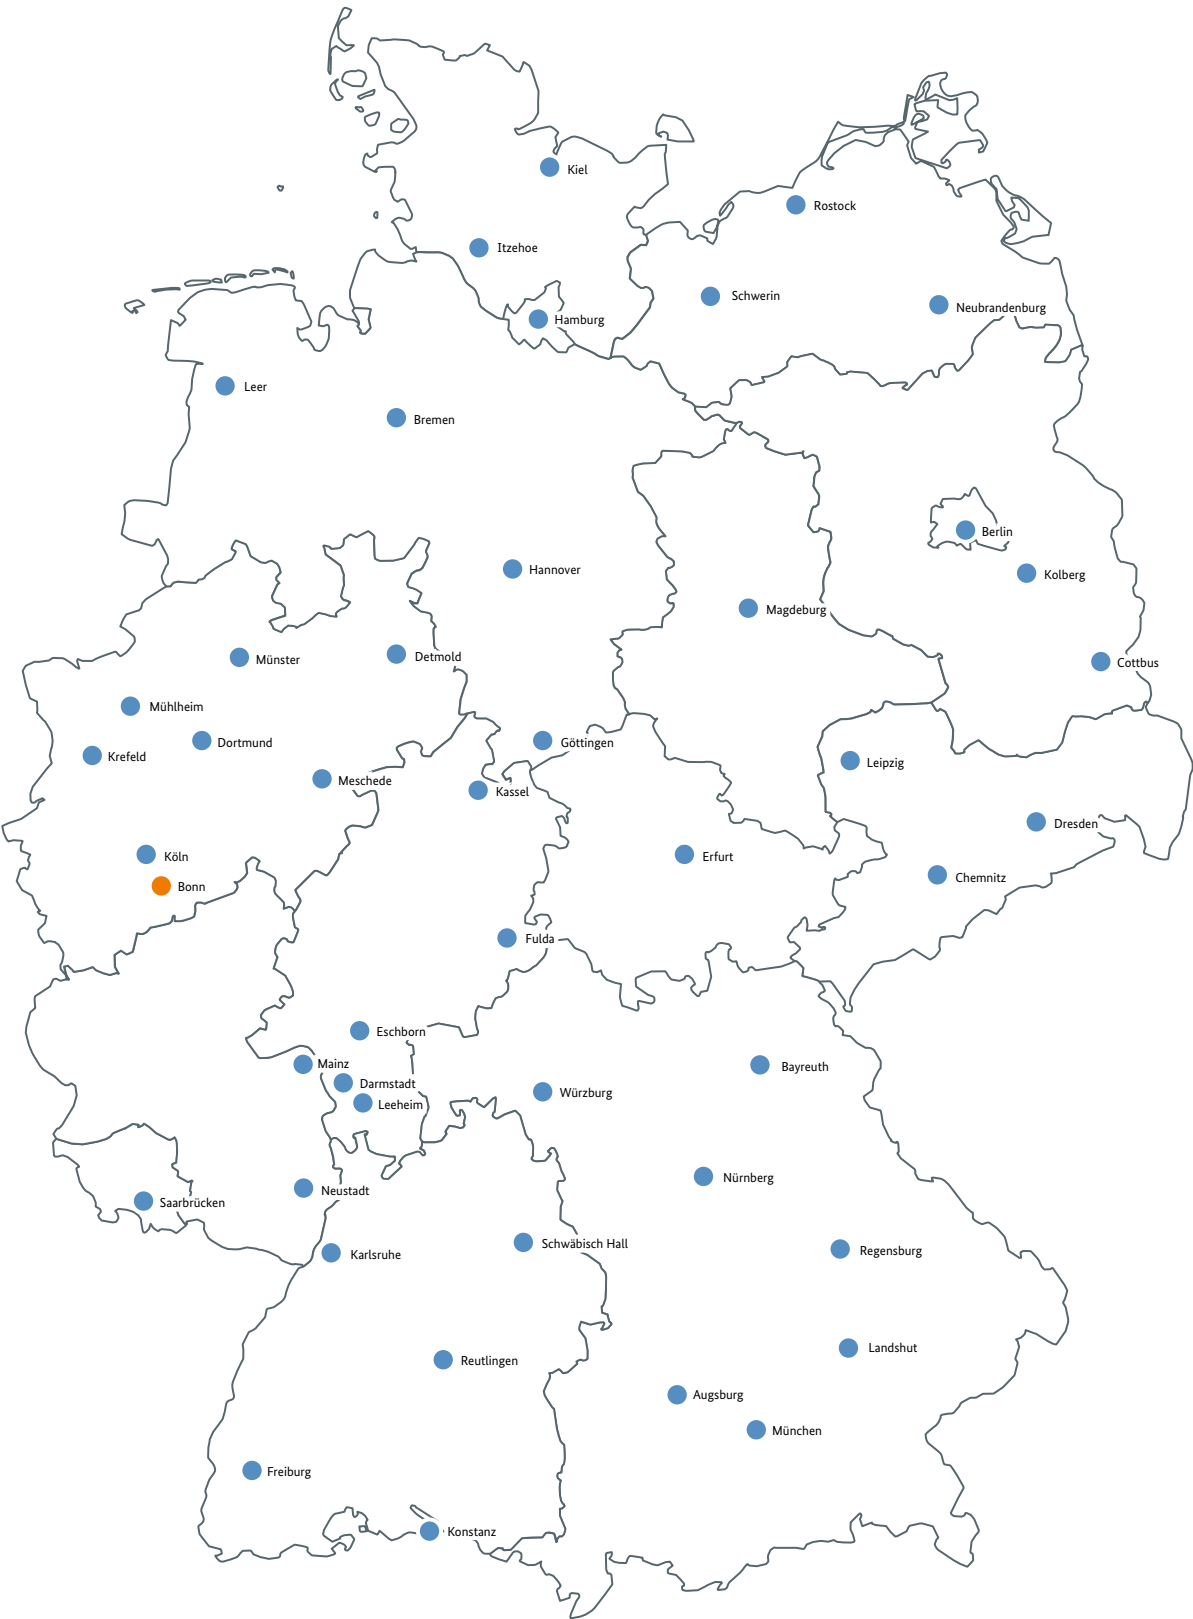 Kiel
Rostock
Itzehoe
Schwerin
Neubrandenburg
Hamburg
Leer
Bremen
Berlin
Hannover
Kolberg
Magdeburg
Münster
Detmold
Cottbus
Mühlheim
Dortmund
Göttingen
Krefeld
Leipzig
Meschede
Kassel
Dresden
Köln
Erfurt
Bonn
Chemnitz
Fulda
Eschborn
Mainz
Bayreuth
Darmstadt
Würzburg
Leeheim
Nürnberg
Neustadt
Saarbrücken
Schwäbisch Hall
Regensburg
Karlsruhe
Landshut
Reutlingen
Augsburg
München
Freiburg
Konstanz